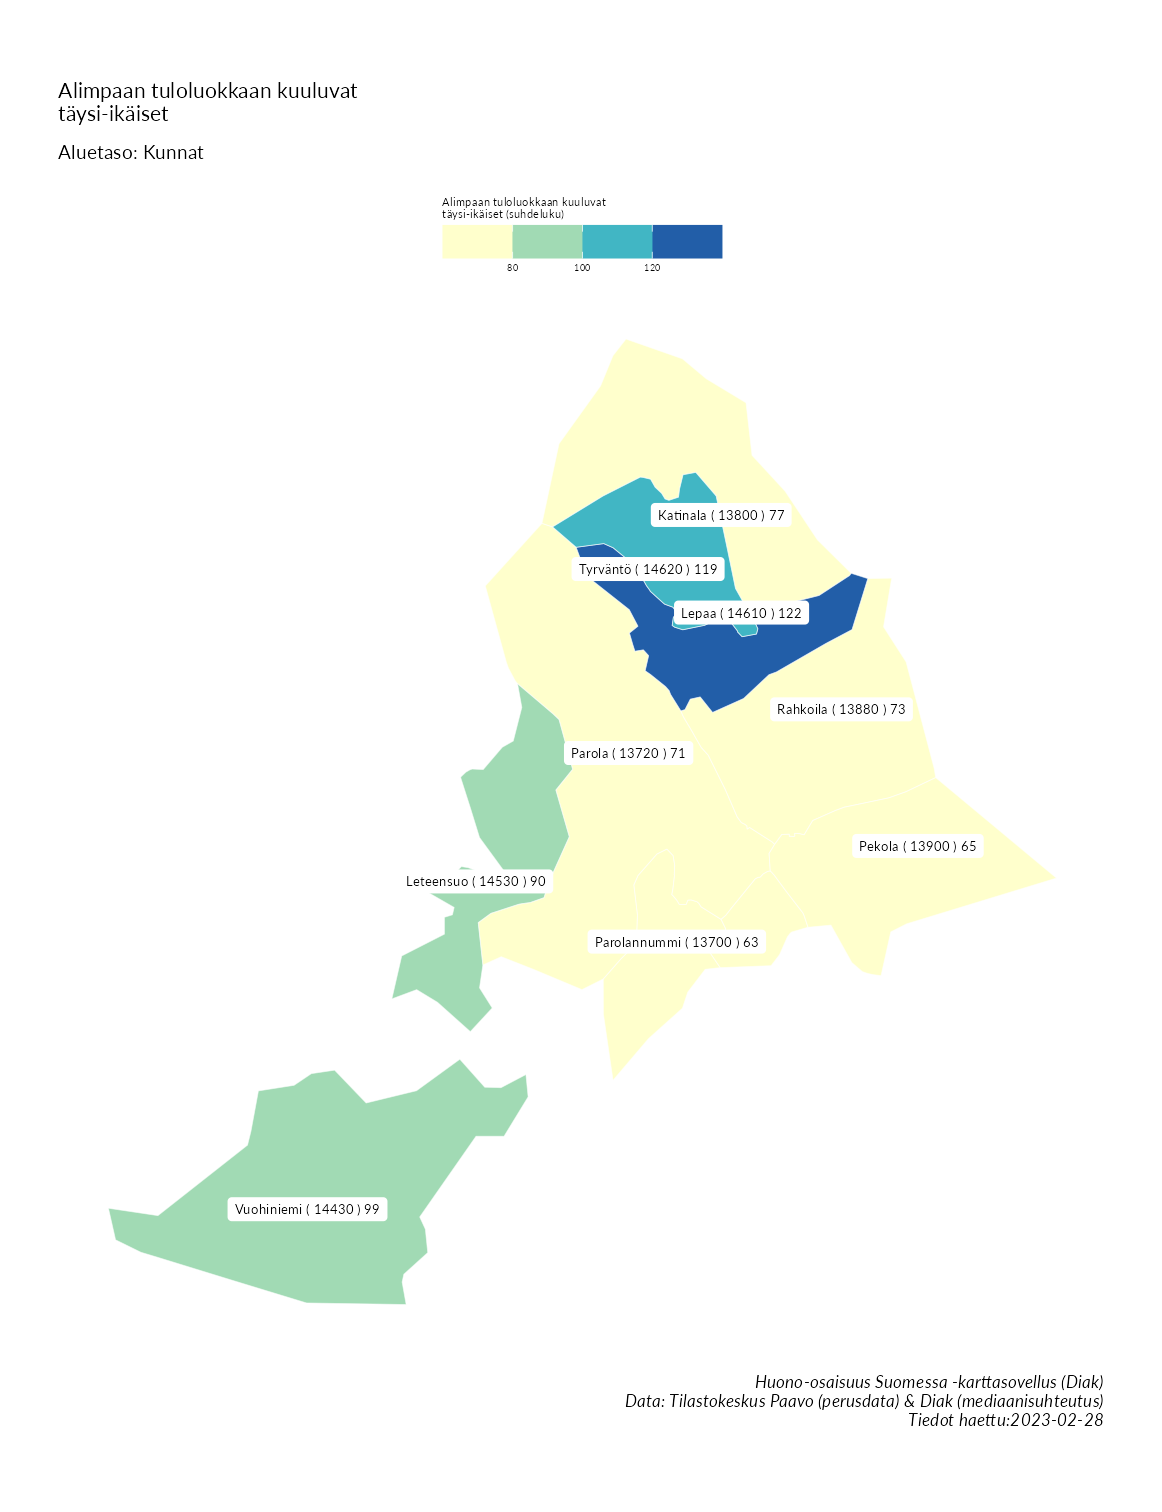 Alimpaan tuloluokkaan kuuluvat
täysi-ikäiset
Aluetaso: Kunnat
Alimpaan tuloluokkaan kuuluvat
täysi-ikäiset (suhdeluku)
80 100 120
Katinala ( 13800 ) 77
Tyrväntö ( 14620 ) 119
Lepaa ( 14610 ) 122
Rahkoila ( 13880 ) 73
Parola ( 13720 ) 71
Pekola ( 13900 ) 65
Leteensuo ( 14530 ) 90
Parolannummi ( 13700 ) 63
Vuohiniemi ( 14430 ) 99
Huono-osaisuus Suomessa -karttasovellus (Diak)
Data: Tilastokeskus Paavo (perusdata) & Diak (mediaanisuhteutus)
Tiedot haettu:2023-02-28